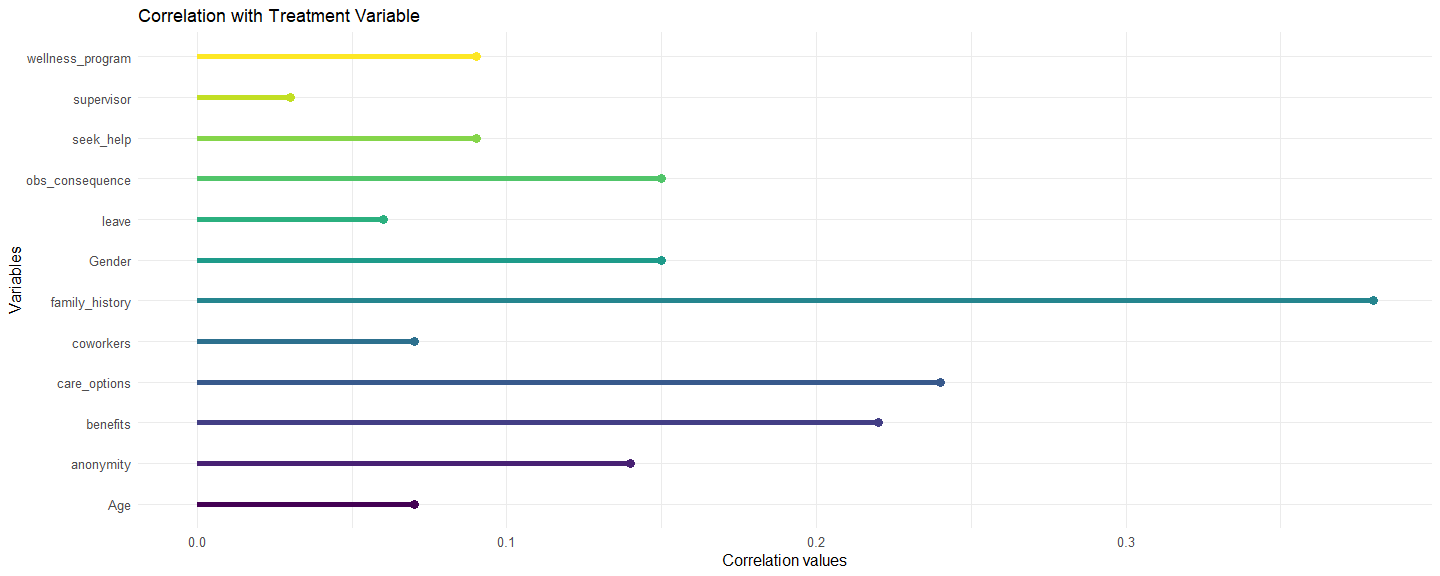 Correlation with Treatment Variable
wellness_program
supervisor
seek_help
obs_consequence
leave
Gender
family_history
coworkers
care_options
benefits
anonymity
Age
Variables
0.0 0.1 0.2 0.3
Correlation values